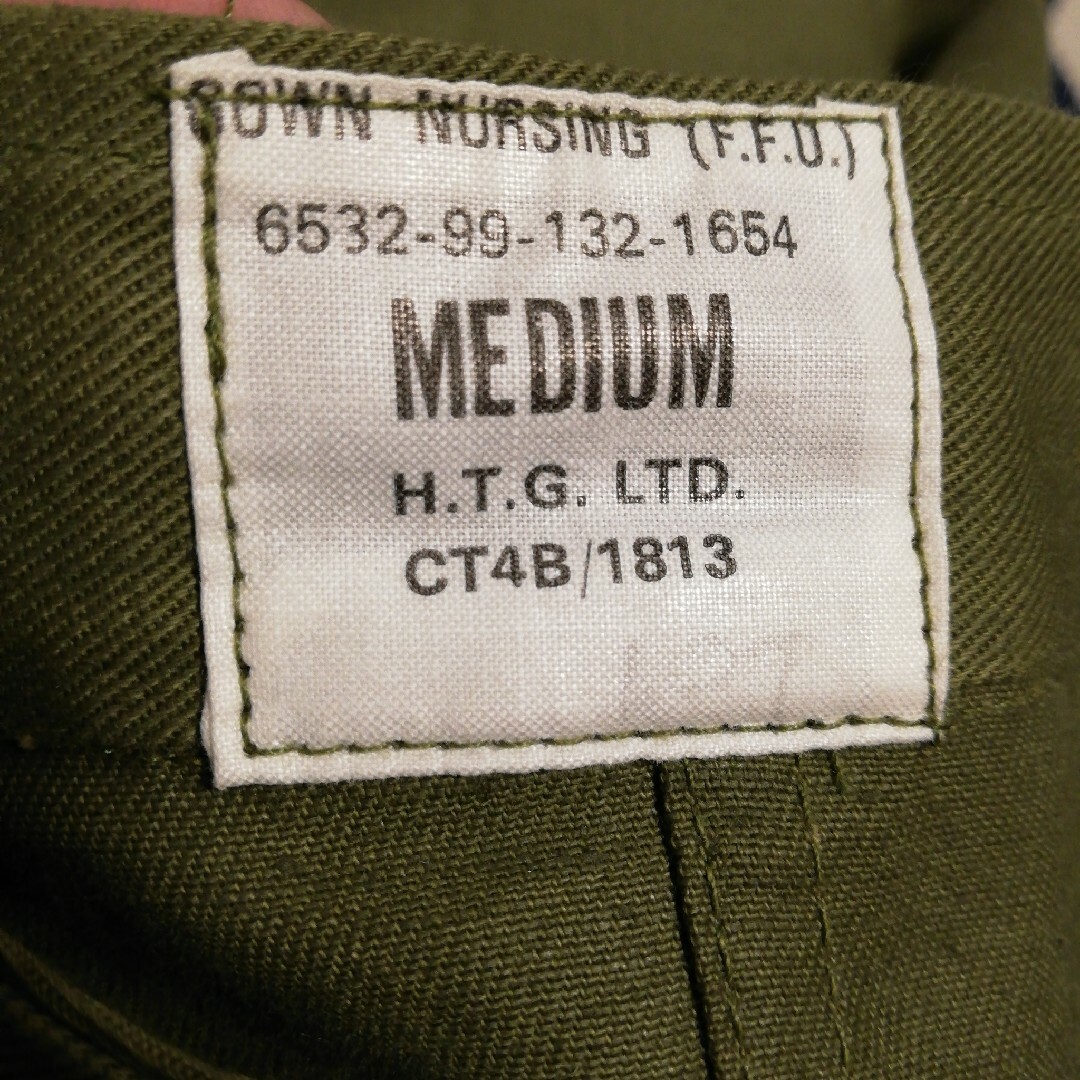 GOWN NURSING (F.F.U.)
6532-99-132-1654
MEDIUM
H.T.G. LTD.
CT4B/1813